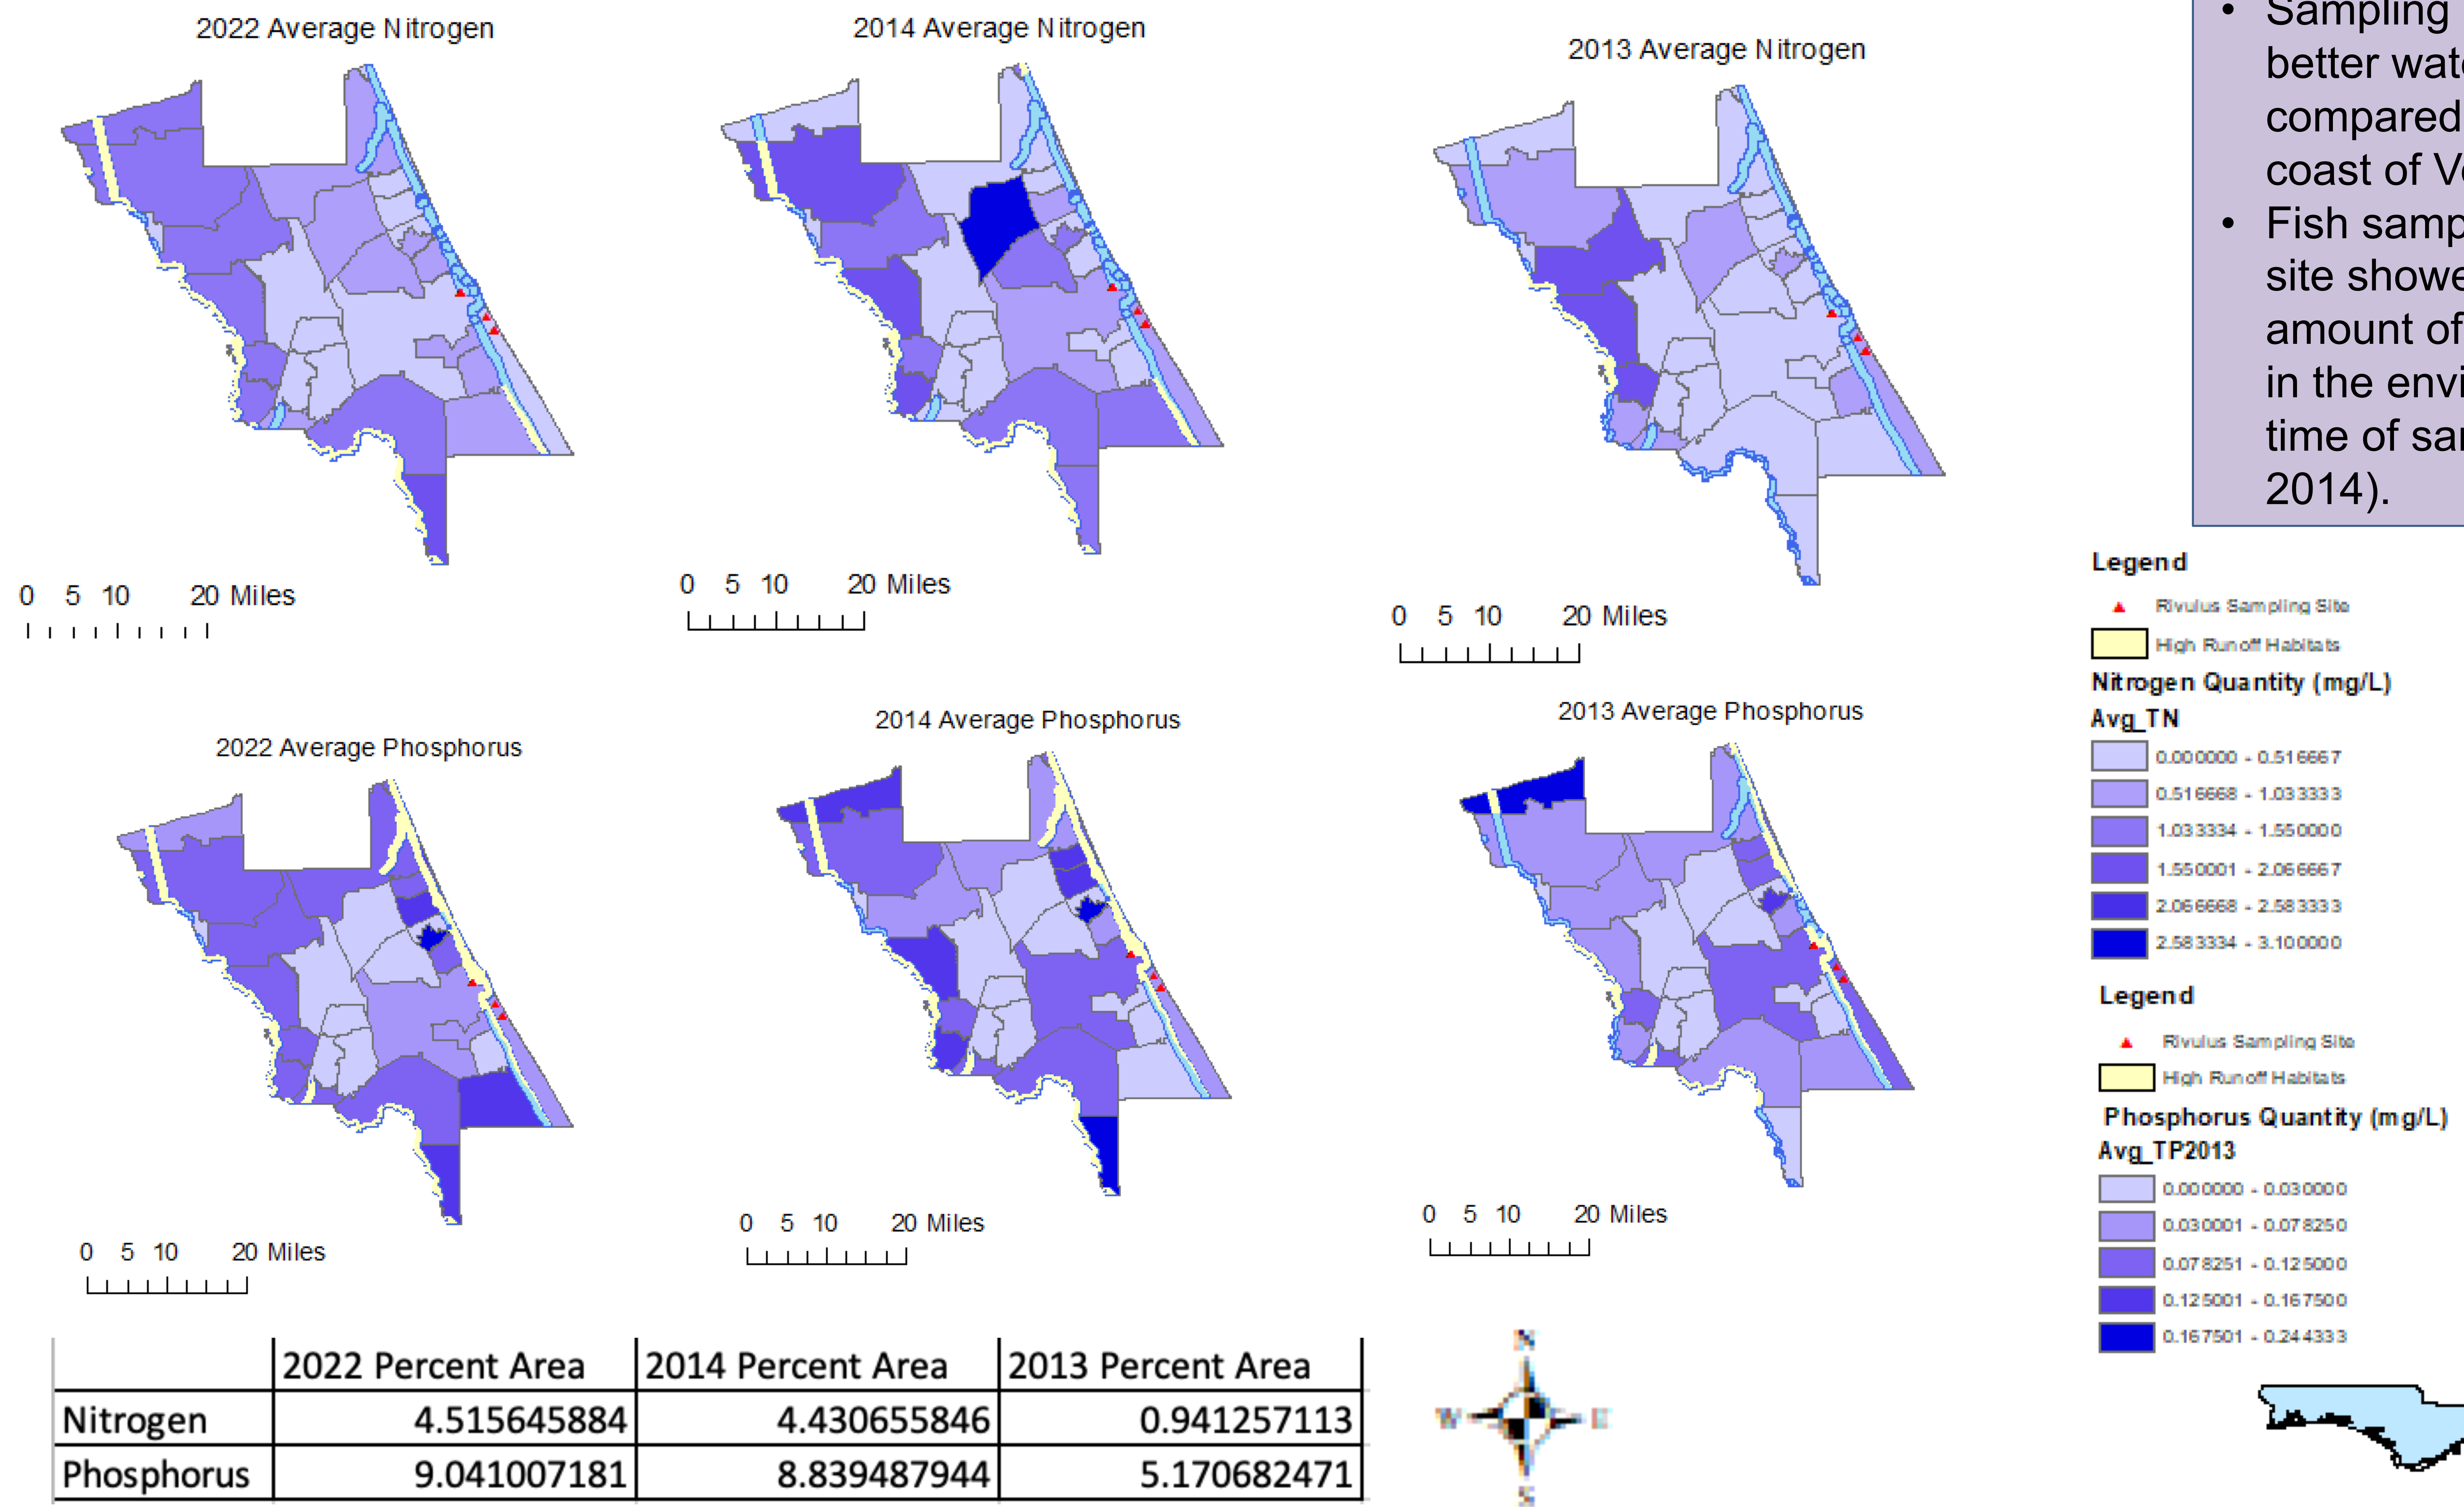 2022 Average Nitrogen
2014 Average Nitrogen
2013 Average Nitrogen
0 5 10 20 Miles
0 5 10 20 Miles
0 5 10 20 Miles
2022 Average Phosphorus
2014 Average Phosphorus
2013 Average Phosphorus
0 5 10 20 Miles
0 5 10 20 Miles
0 5 10 20 Miles
2022 Percent Area 2014 Percent Area 2013 Percent Area
Nitrogen 4.515645884 4.430655846 0.941257113
Phosphorus 9.041007181 8.839487944 5.170682471
N
W E
S
• Sampling
better wat
compared
coast of V
• Fish samp
site showe
amount of
in the envi
time of sa
2014).
Legend
Rivulus Sampling Site
High Runoff Habitats
Nitrogen Quantity (mg/L)
Avg_TN
0.000000 - 0.516667
0.516668 - 1.033333
1.033334 - 1.550000
1.550001 - 2.066667
2.066668 - 2.583333
2.583334 - 3.100000
Legend
Rivulus Sampling Site
High Runoff Habitats
Phosphorus Quantity (mg/L)
Avg_TP2013
0.000000 - 0.030000
0.030001 - 0.078250
0.078251 - 0.125000
0.125001 - 0.167500
0.167501 - 0.244333